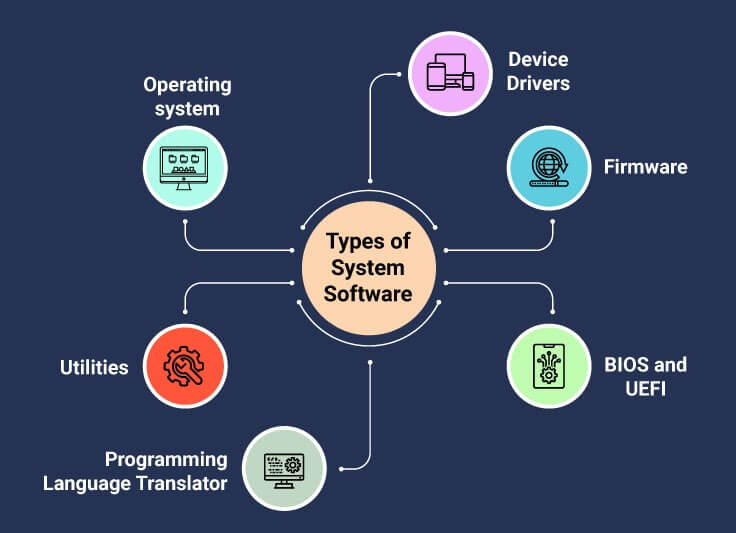 Device
Drivers
Operating
system
Firmware
Types of
System
Software
Utilities
BIOS and
UEFI
Programming
Language Translator